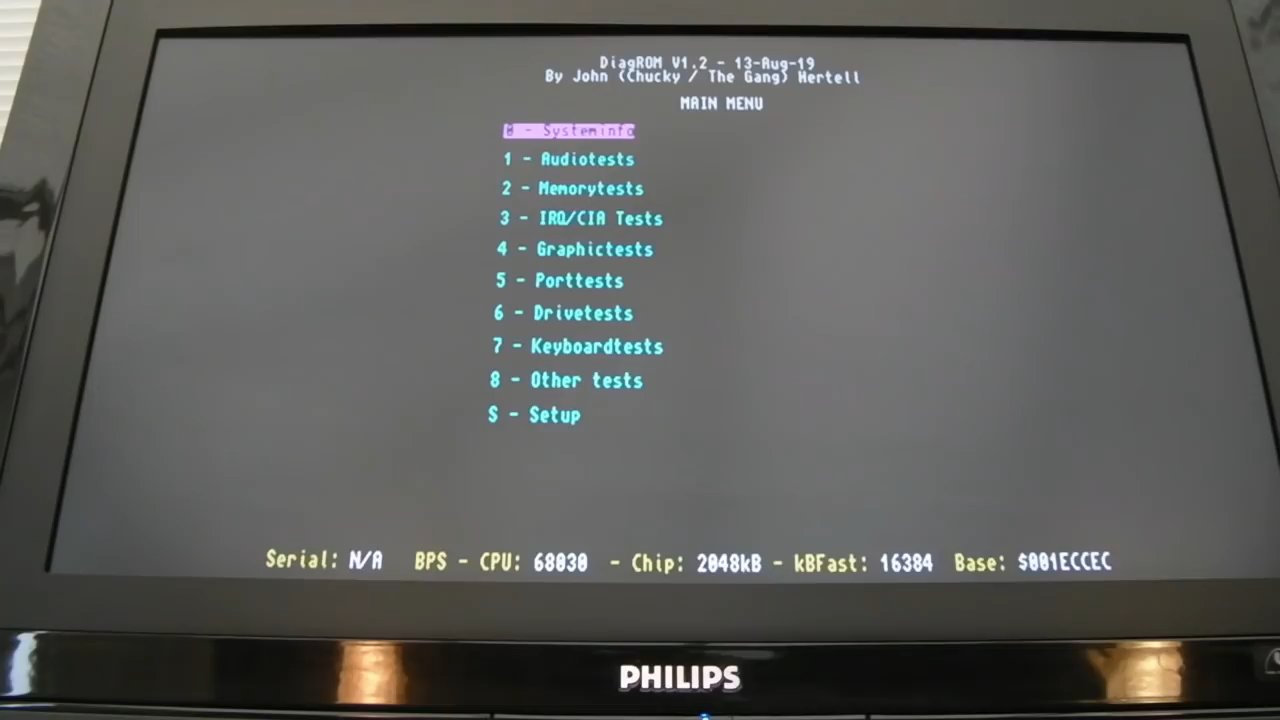 DiagROM V1.2 - 13-Aug-19
By John (Chucky / The Gang) Hertell
MAIN MENU
0 - Systeminfo
1 - Audiotests
2 - Memorytests
3 - IRQ/CIA Tests
4 - Graphictests
5 - Porttests
6 - Drivetests
7 - Keyboardtests
8 - Other tests
S - Setup
Serial: N/A BPS - CPU: 68030 - Chip: 2048kB - kBFast: 16384 Base: $001ECCEC
PHILIPS